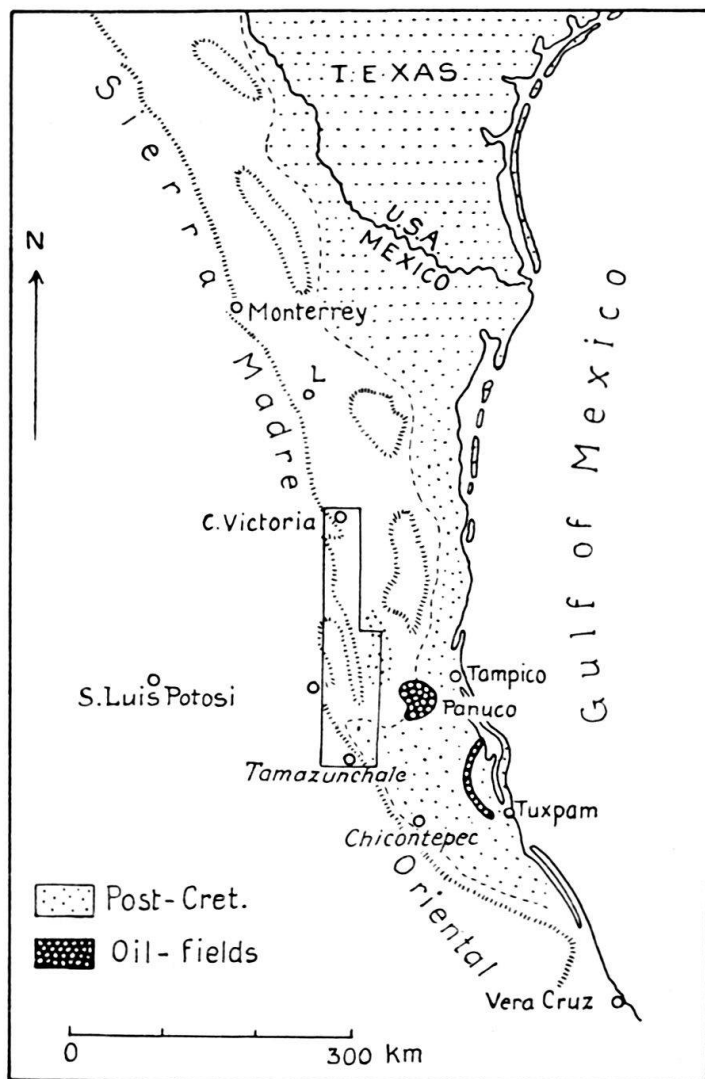 TEXAS
Sierra Madre Oriental
U.S.A.
MEXICO
N
Monterrey
L
Gulf of Mexico
C. Victoria
S. Luis Potosi
Tampico
Panuco
Tamazunchale
Tuxpam
Chicontepec
Post-Cret.
Oil-fields
Vera Cruz
0 300 km